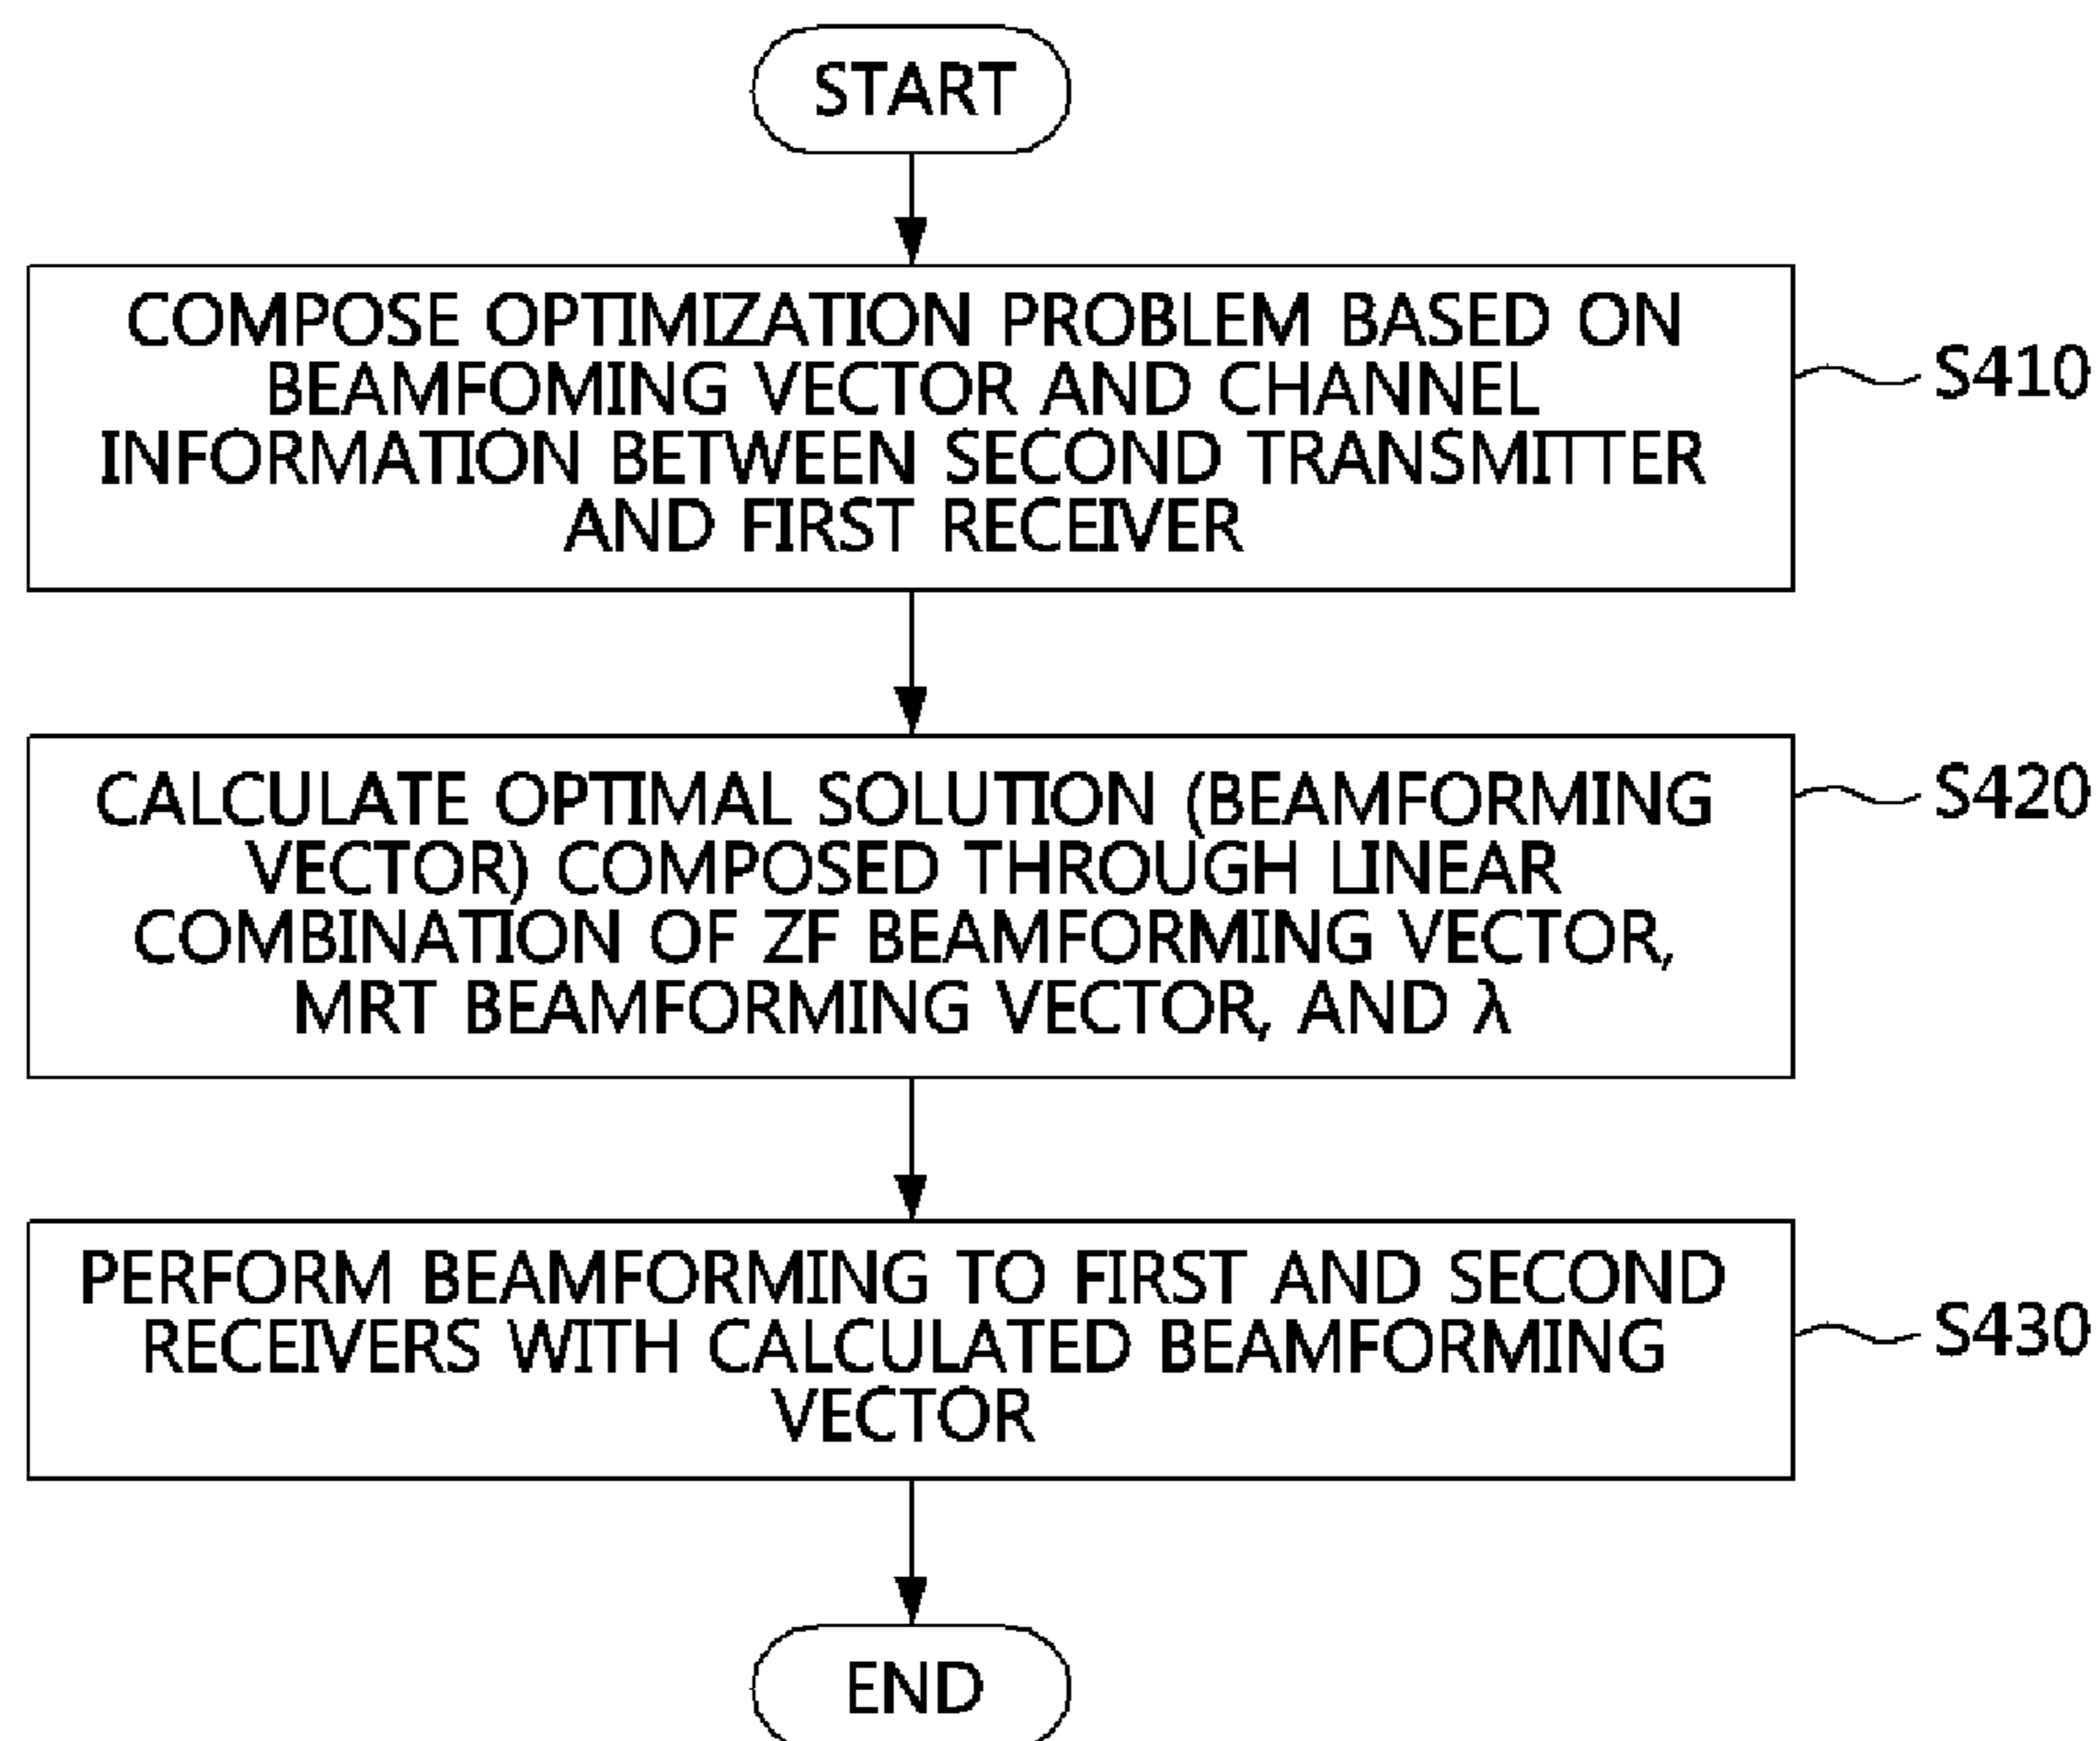 START
COMPOSE OPTIMIZATION PROBLEM BASED ON
BEAMFOMING VECTOR AND CHANNEL
INFORMATION BETWEEN SECOND TRANSMITTER
AND FIRST RECEIVER
S410
CALCULATE OPTIMAL SOLUTION (BEAMFORMING
VECTOR) COMPOSED THROUGH LINEAR
COMBINATION OF ZF BEAMFORMING VECTOR,
MRT BEAMFORMING VECTOR, AND λ
S420
PERFORM BEAMFORMING TO FIRST AND SECOND
RECEIVERS WITH CALCULATED BEAMFORMING
VECTOR
S430
END